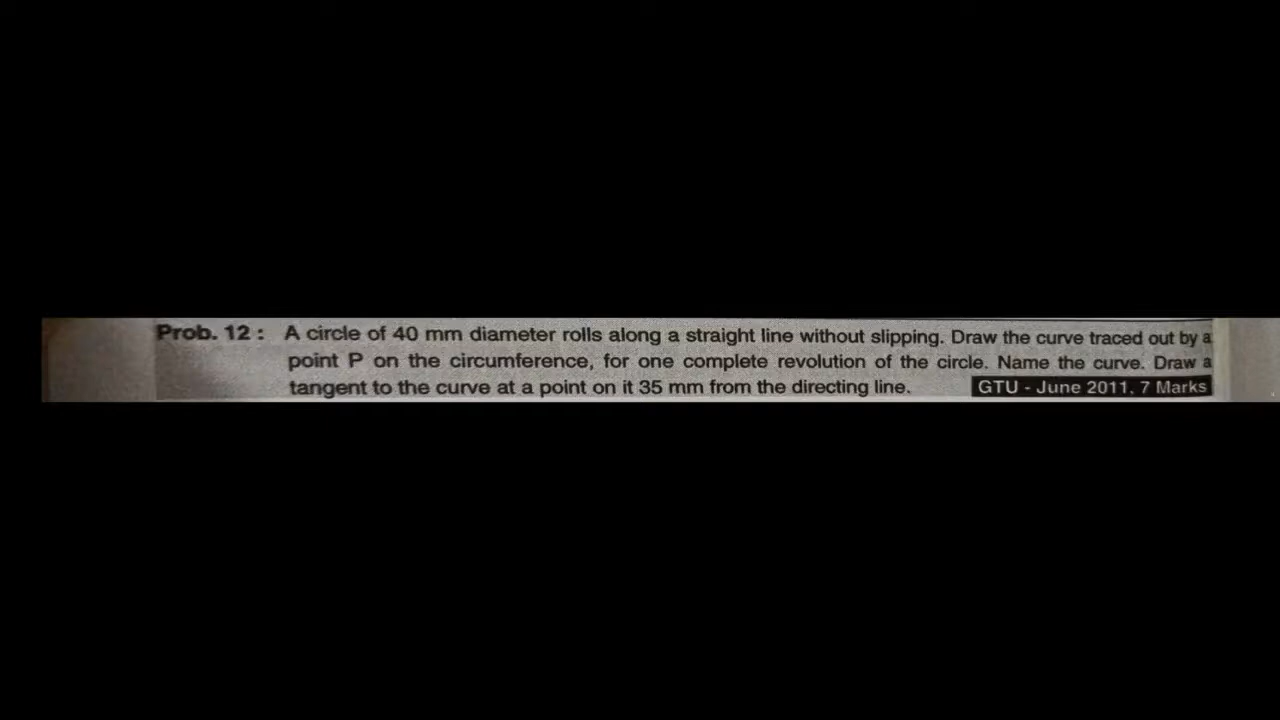 Prob. 12 : A circle of 40 mm diameter rolls along a straight line without slipping. Draw the curve traced out by a
point P on the circumference, for one complete revolution of the circle. Name the curve. Draw a
tangent to the curve at a point on it 35 mm from the directing line. GTU - June 2011, 7 Marks